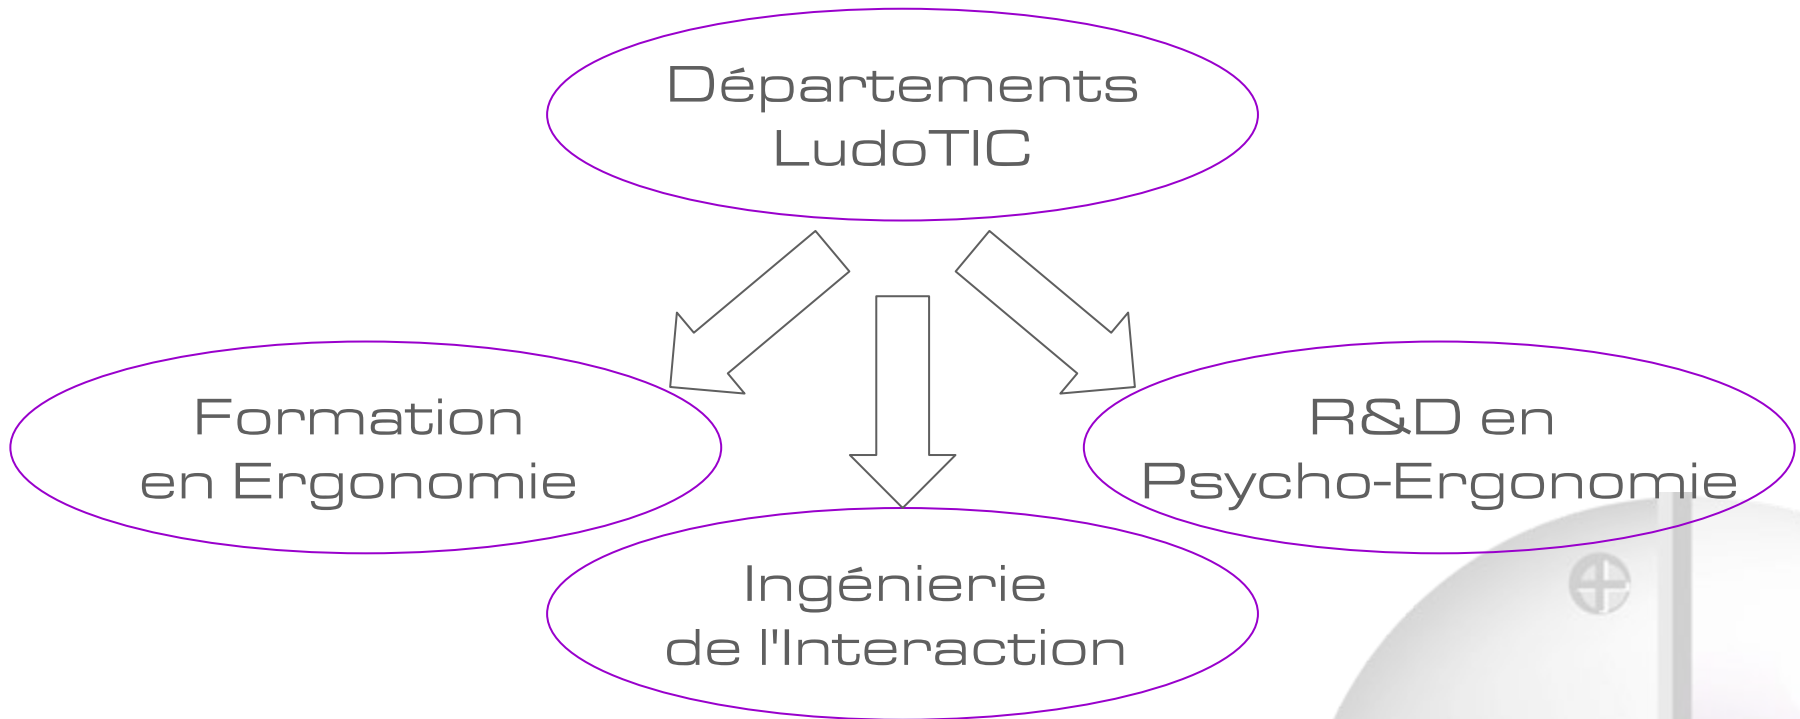 Départements
LudoTIC
Formation
en Ergonomie
R&D en
Psycho-Ergonomie
Ingénierie
de l'Interaction